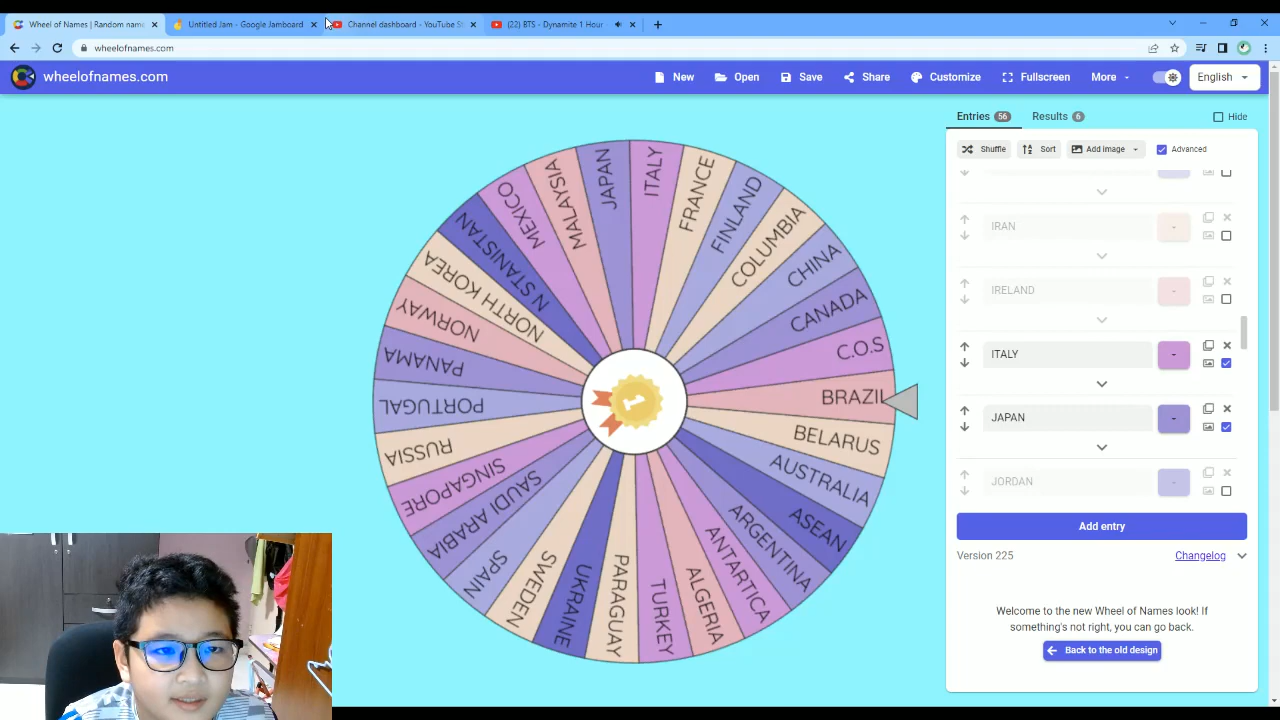 Wheel of Names | Random name
Untitled Jam - Google Jamboard
Channel dashboard - YouTube St
(22) BTS - Dynamite 1 Hour
wheelofnames.com
wheelofnames.com
New
Open
Save
Share
Customize
Fullscreen
More
English
Entries 56
Results 6
Hide
Shuffle
Sort
Add image
Advanced
IRAN
IRELAND
ITALY
JAPAN
JORDAN
Add entry
Version 225
Changelog
Welcome to the new Wheel of Names look! If
something's not right, you can go back.
Back to the old design
ITALY
FRANCE
FINLAND
COLUMBIA
CHINA
CANADA
C.O.S
BRAZIL
BELARUS
AUSTRALIA
ASEAN
ARGENTINA
ANTARTICA
ALGERIA
TURKEY
PARAGUAY
UKRAINE
SWEDEN
SPAIN
SAUDI ARABIA
SINGAPORE
RUSSIA
PORTUGAL
PANAMA
NORWAY
NORTH KOREA
N STANISTAN
MEXICO
MALAYSIA
JAPAN
1